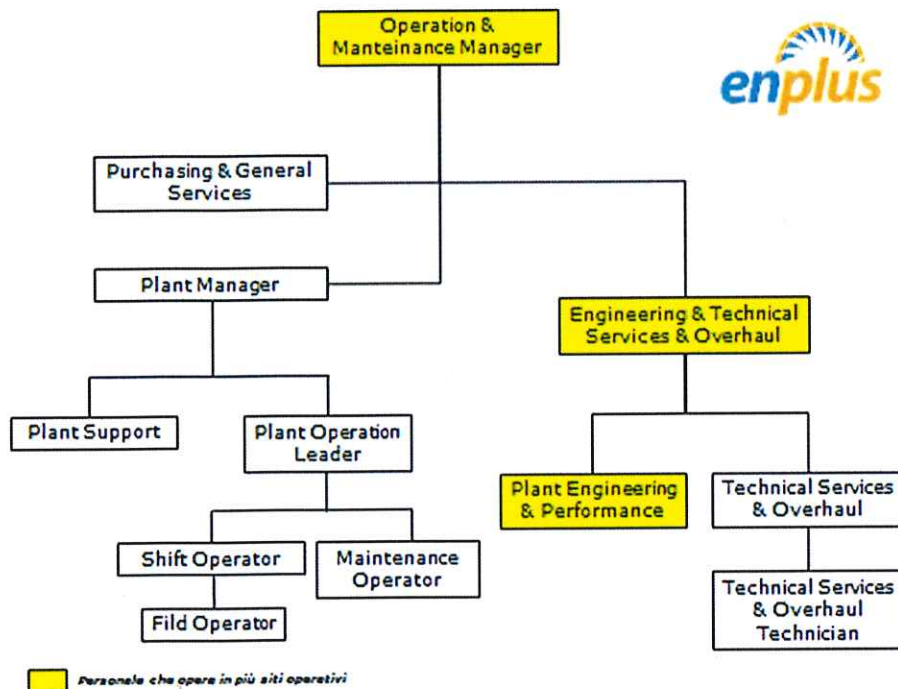 Operation &
Manteinance Manager
enplus
Purchasing & General
Services
Plant Manager
Engineering & Technical
Services & Overhaul
Plant Support
Plant Operation
Leader
Plant Engineering
& Performance
Technical Services
& Overhaul
Shift Operator
Maintenance
Operator
Fild Operator
Technical Services
& Overhaul
Technician
Personale che opera in più siti operativi